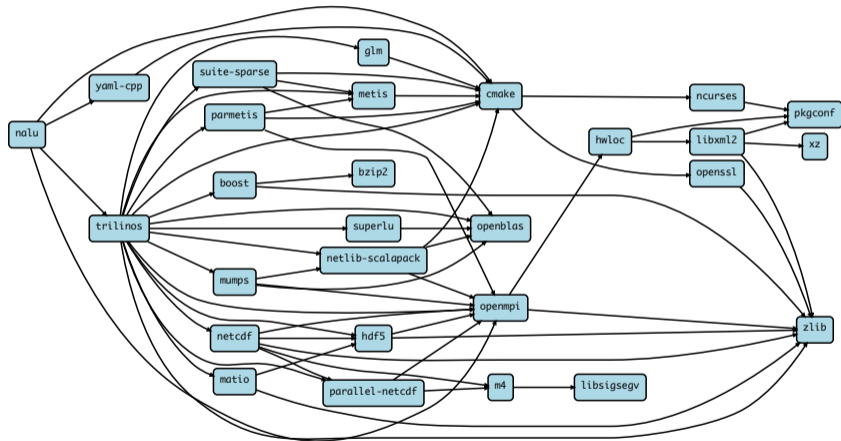 glm
suite-sparse
yaml-cpp
metis
cmake
ncurses
parmetis
pkgconf
nalu
hwloc
libxml2
xz
bzip2
openssl
boost
trilinos
superlu
openblas
netlib-scalapack
mumps
openmpi
zlib
netcdf
hdf5
matio
parallel-netcdf
m4
libsigsegv